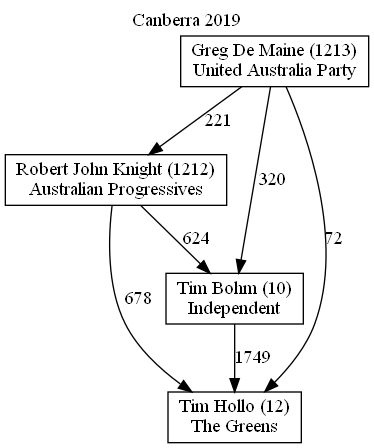 Canberra 2019
Greg De Maine (1213)
United Australia Party
221
320
72
Robert John Knight (1212)
Australian Progressives
624
678
Tim Bohm (10)
Independent
1749
Tim Hollo (12)
The Greens